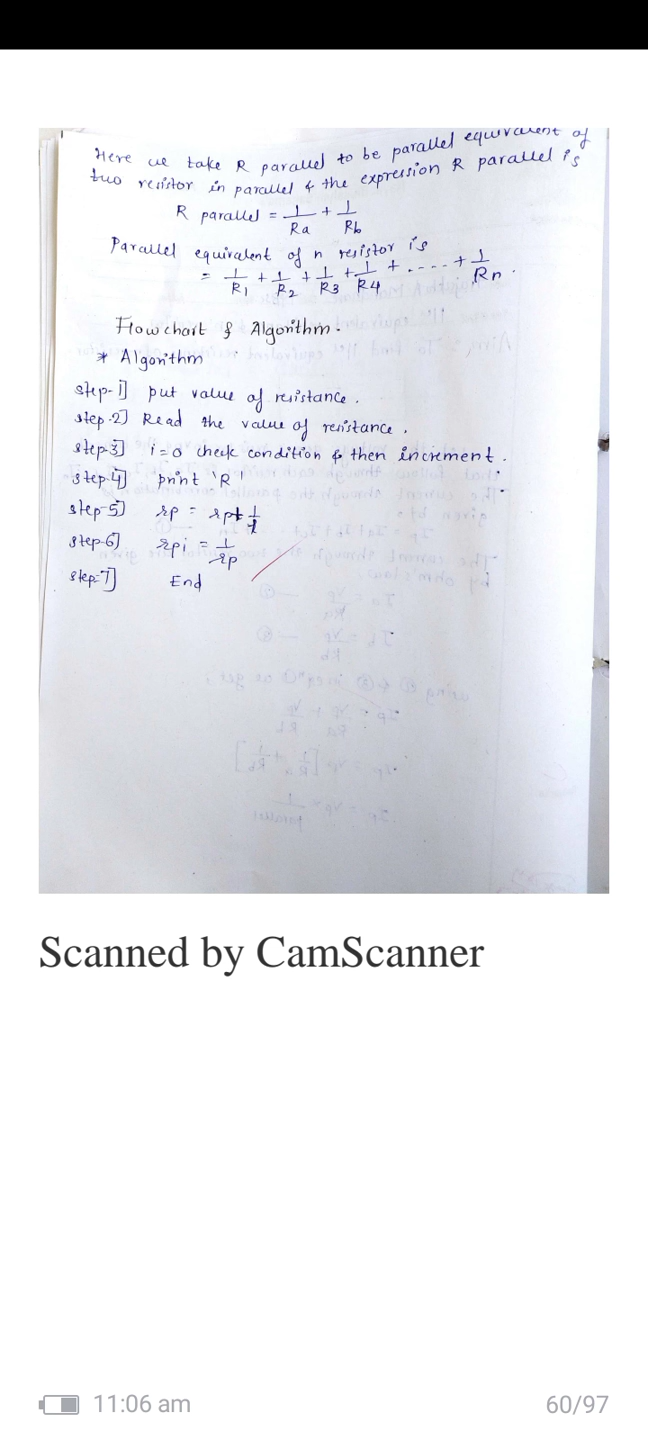 Here we take R parallel to be parallel equivalent of
two resistor in parallel & the expression R parallel is
R parallel = 1/Ra + 1/Rb
Parallel equivalent of n resistor is
= 1/R1 + 1/R2 + 1/R3 + 1/R4 + .... + 1/Rn .
Flow chart & Algorithm.
* Algorithm
step-1] put value of resistance.
step-2] Read the value of resistance.
step-3] i=0 check condition & then increment.
step-4] print 'R'
step-5] rp = rp+ 1/
step-6] rpi = 1/rp
step-7] End
Scanned by CamScanner
11:06 am 60/97